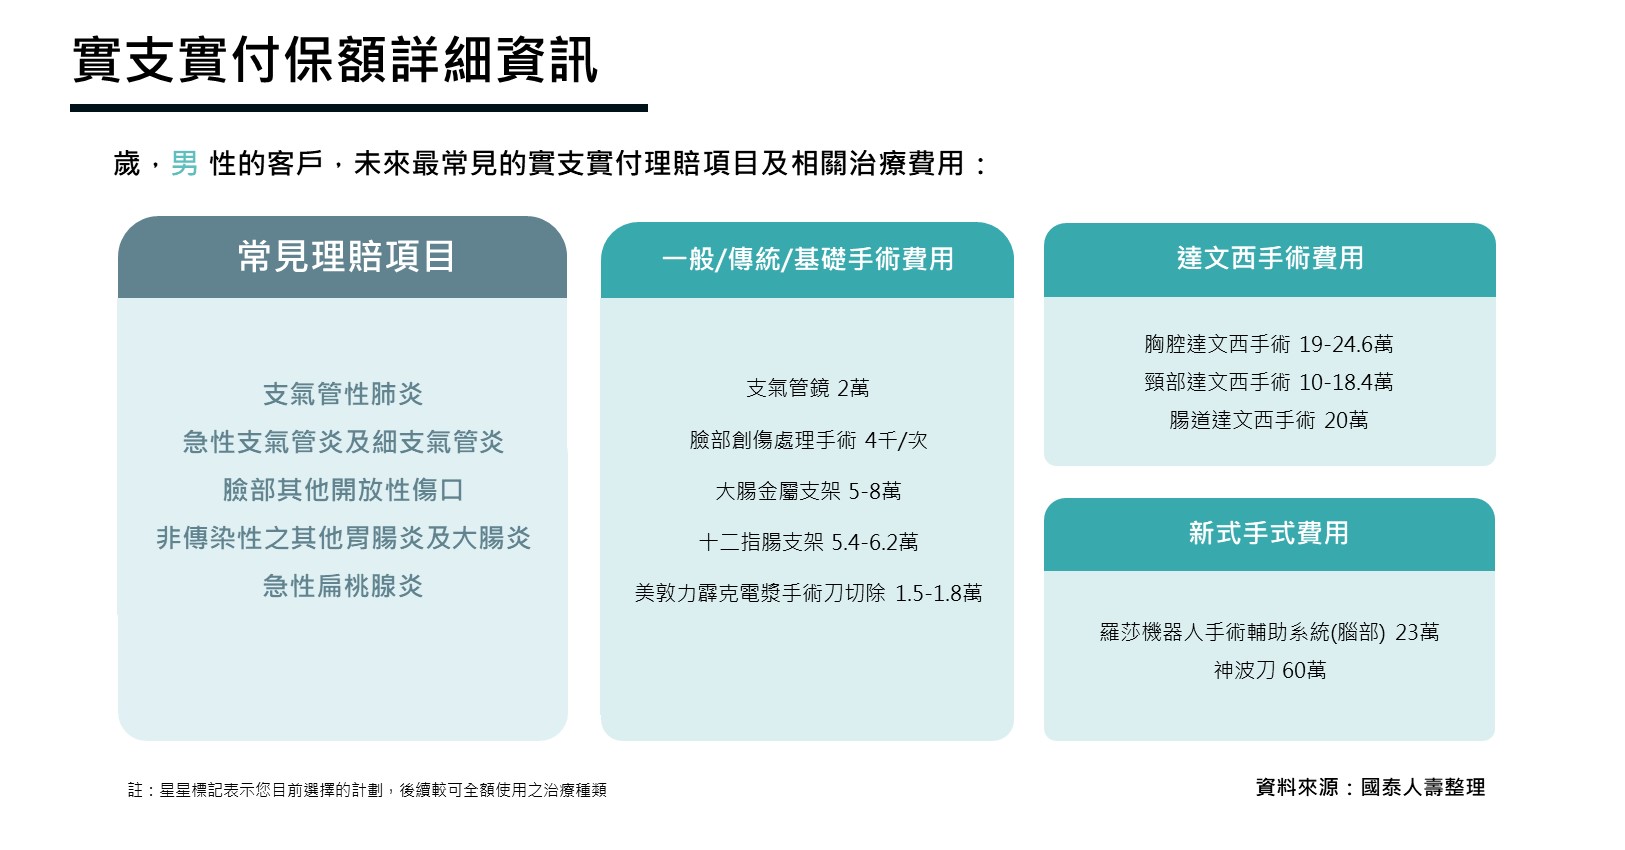 實支實付保額詳細資訊
歲，男 性的客戶，未來最常見的實支實付理賠項目及相關治療費用：
常見理賠項目
支氣管性肺炎
急性支氣管炎及細支氣管炎
臉部其他開放性傷口
非傳染性之其他胃腸炎及大腸炎
急性扁桃腺炎
一般/傳統/基礎手術費用
支氣管鏡 2萬
臉部創傷處理手術 4千/次
大腸金屬支架 5-8萬
十二指腸支架 5.4-6.2萬
美敦力霹克電漿手術刀切除 1.5-1.8萬
達文西手術費用
胸腔達文西手術 19-24.6萬
頸部達文西手術 10-18.4萬
腸道達文西手術 20萬
新式手式費用
羅莎機器人手術輔助系統(腦部) 23萬
神波刀 60萬
註：星星標記表示您目前選擇的計劃，後續較可全額使用之治療種類
資料來源：國泰人壽整理